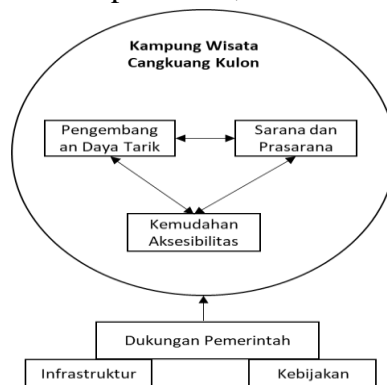 Kampung Wisata
Cangkuang Kulon
Pengembang
an Daya Tarik
Sarana dan
Prasarana
Kemudahan
Aksesibilitas
Dukungan Pemerintah
Infrastruktur
Kebijakan